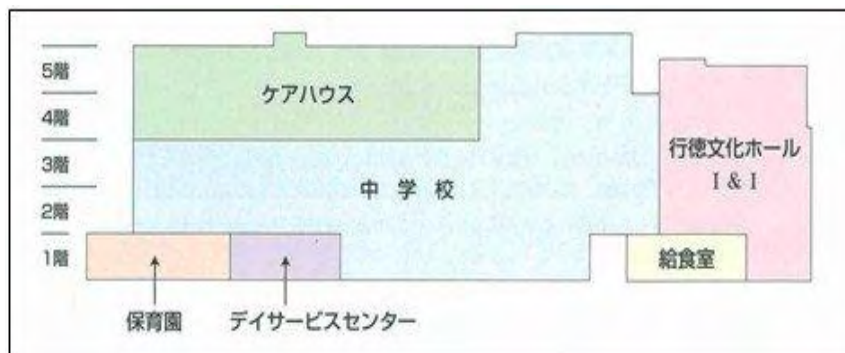 5階
4階
3階
2階
1階
ケアハウス
中学校
行徳文化ホール
I & I
給食室
保育園
デイサービスセンター